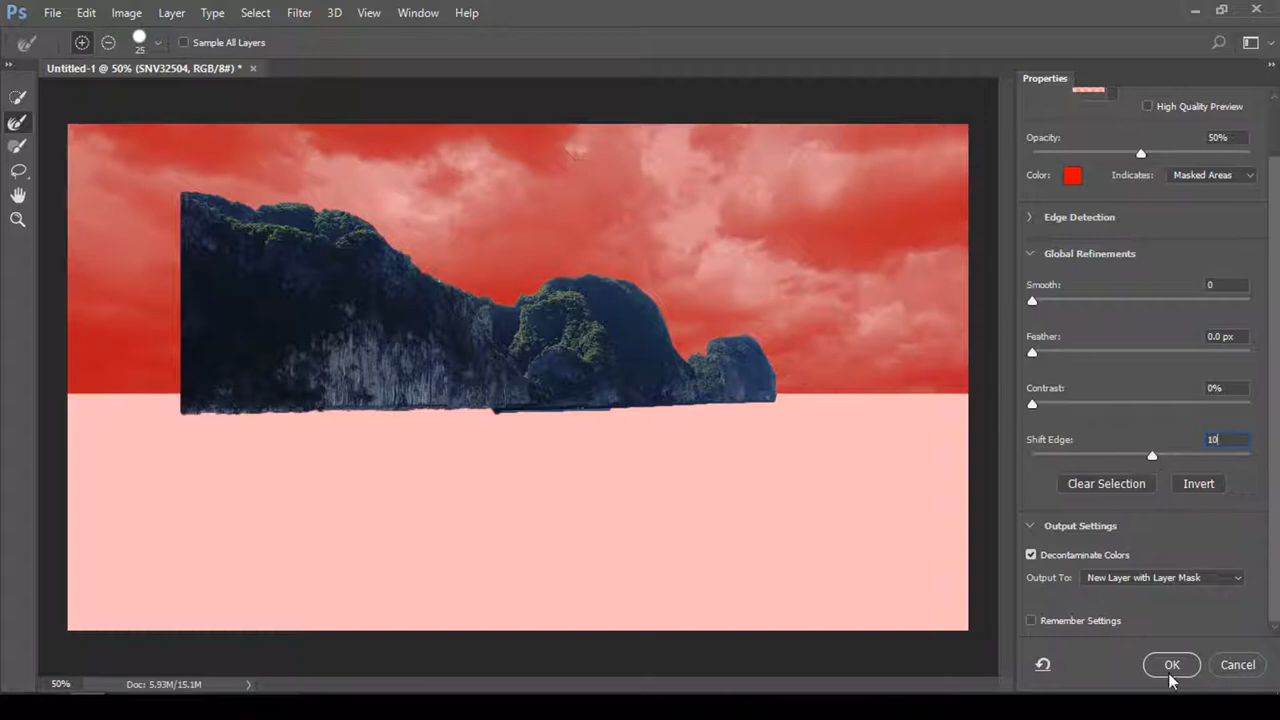 Ps File Edit Image Layer Type Select Filter 3D View Window Help
25 Sample All Layers
Untitled-1 @ 50% (SNV32504, RGB/8#) *
Properties
High Quality Preview
Opacity: 50%
Color: Indicates: Masked Areas
Edge Detection
Global Refinements
Smooth: 0
Feather: 0.0 px
Contrast: 0%
Shift Edge: 10
Clear Selection Invert
Output Settings
Decontaminate Colors
Output To: New Layer with Layer Mask
Remember Settings
OK Cancel
50% Doc: 5.93M/15.1M